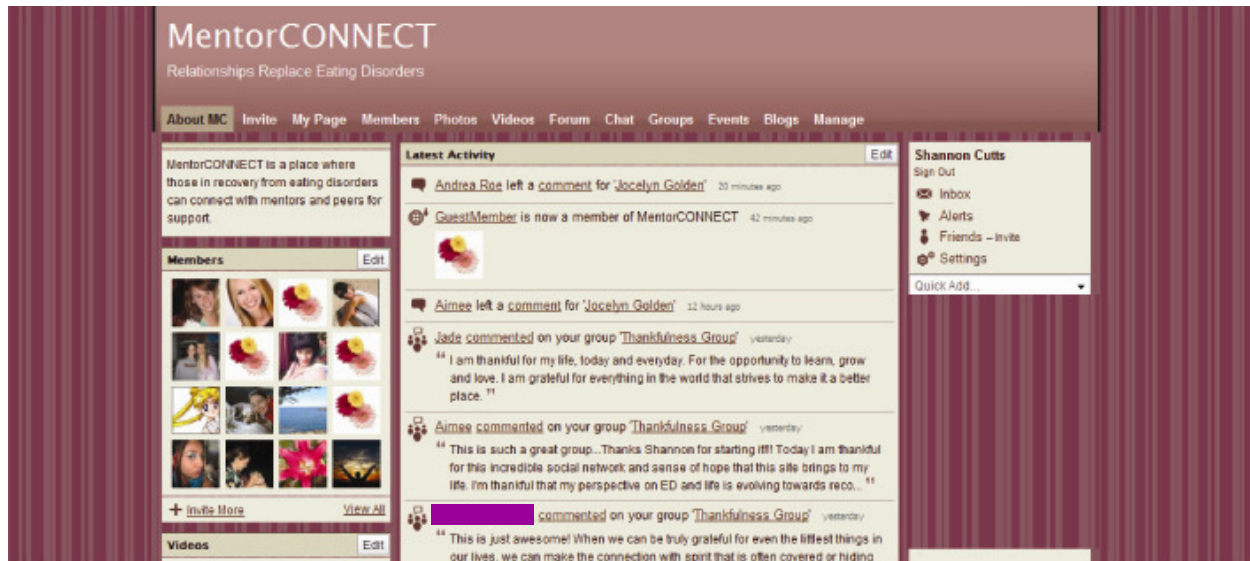 MentorCONNECT
Relationships Replace Eating Disorders
About MC Invite My Page Members Photos Videos Forum Chat Groups Events Blogs Manage
MentorCONNECT is a place where
those in recovery from eating disorders
can connect with mentors and peers for
support.
Members Edit
+ Invite More View All
Videos Edit
Latest Activity Edit
Andrea Roe left a comment for 'Jocelyn Golden' 20 minutes ago
GuestMember is now a member of MentorCONNECT 42 minutes ago
Aimee left a comment for 'Jocelyn Golden' 12 hours ago
Jade commented on your group 'Thankfulness Group' yesterday
“ I am thankful for my life, today and everyday. For the opportunity to learn, grow
and love. I am grateful for everything in the world that strives to make it a better
place. ”
Aimee commented on your group 'Thankfulness Group' yesterday
“ This is such a great group...Thanks Shannon for starting it!!! Today I am thankful
for this incredible social network and sense of hope that this site brings to my
life. I'm thankful that my perspective on ED and life is evolving towards reco... ”
commented on your group 'Thankfulness Group' yesterday
“ This is just awesome! When we can be truly grateful for even the littlest things in
our lives, we can make the connection with spirit that is often covered or hiding
Shannon Cutts
Sign Out
Inbox
Alerts
Friends – Invite
Settings
Quick Add...